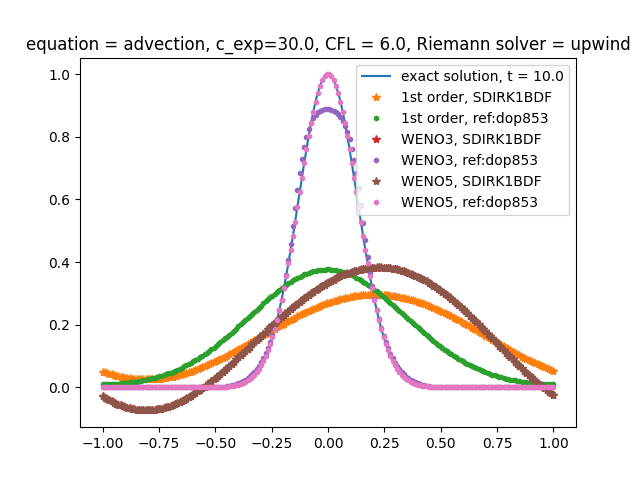 equation = advection, c_exp=30.0, CFL = 6.0, Riemann solver = upwind
exact solution, t = 10.0
1st order, SDIRK1BDF
1st order, ref:dop853
WENO3, SDIRK1BDF
WENO3, ref:dop853
WENO5, SDIRK1BDF
WENO5, ref:dop853
1.0
0.8
0.6
0.4
0.2
0.0
−1.00 −0.75 −0.50 −0.25 0.00 0.25 0.50 0.75 1.00